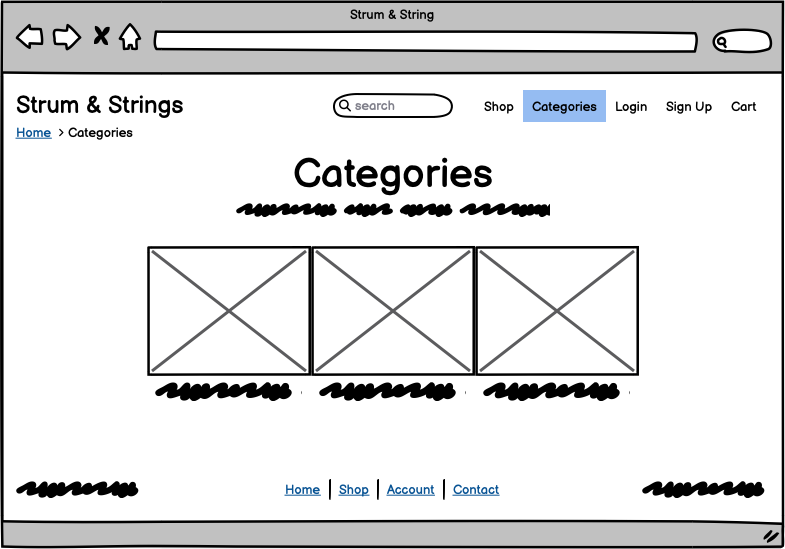 Strum & String
Strum & Strings
search
Shop Categories Login Sign Up Cart
Home > Categories
Categories
Home Shop Account Contact